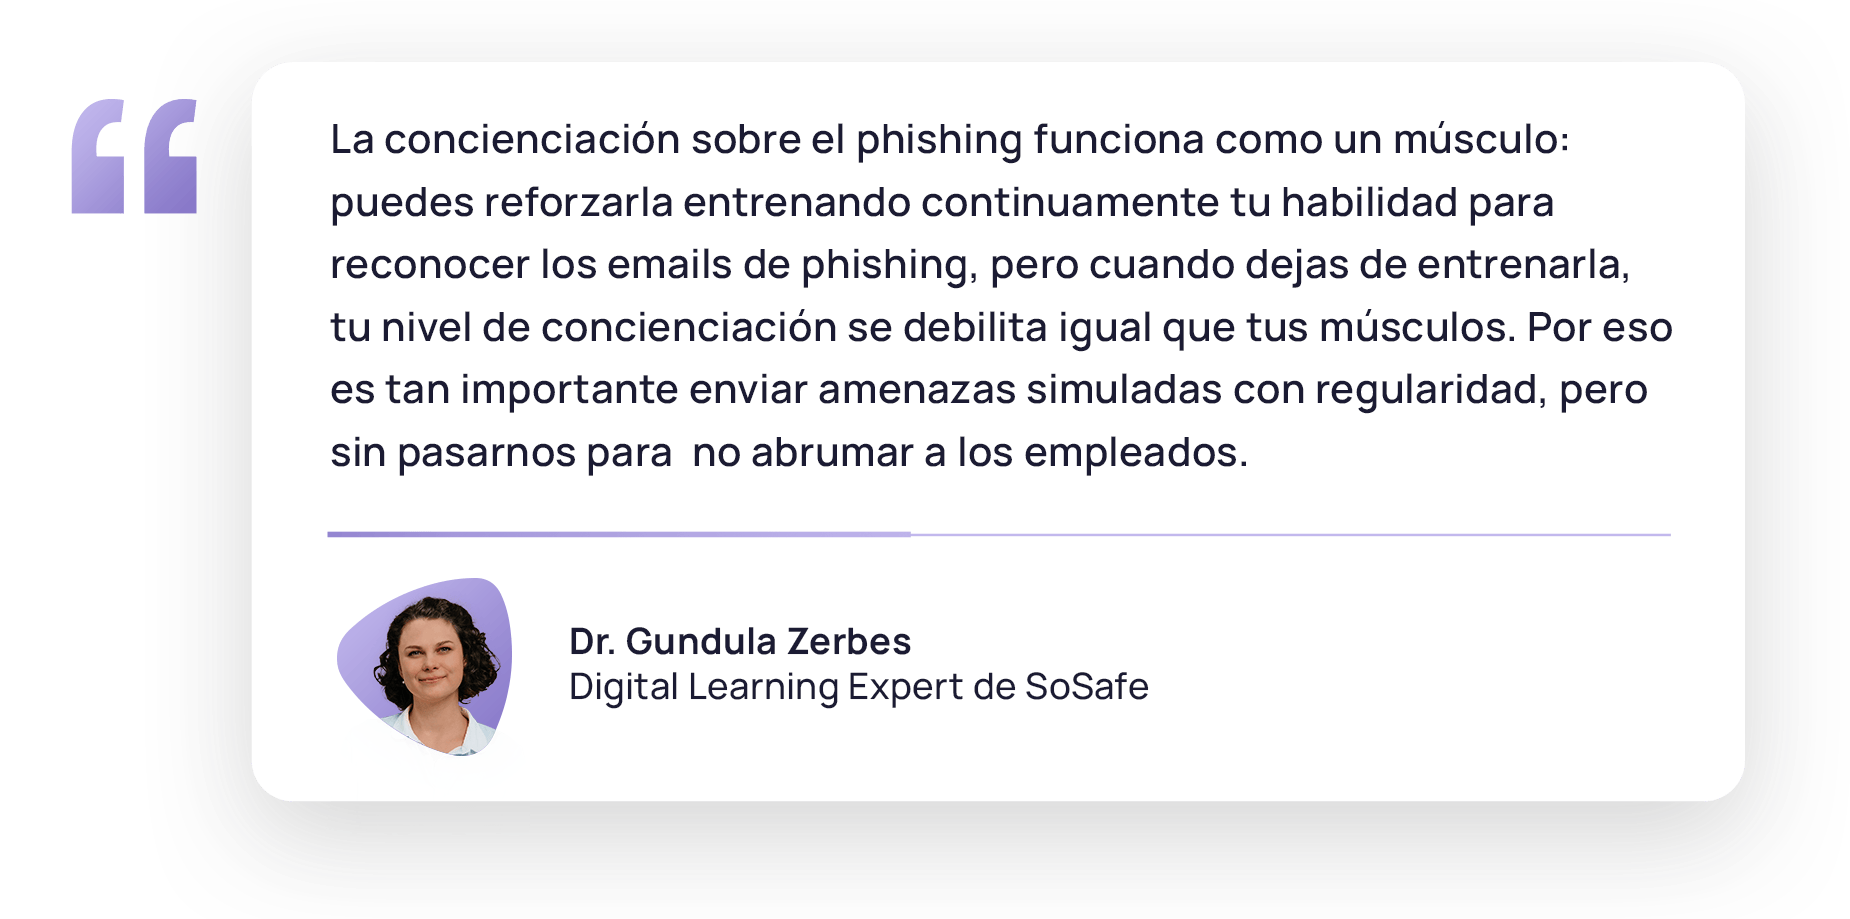 “
La concienciación sobre el phishing funciona como un músculo:
puedes reforzarla entrenando continuamente tu habilidad para
reconocer los emails de phishing, pero cuando dejas de entrenarla,
tu nivel de concienciación se debilita igual que tus músculos. Por eso
es tan importante enviar amenazas simuladas con regularidad, pero
sin pasarnos para  no abrumar a los empleados.
Dr. Gundula Zerbes
Digital Learning Expert de SoSafe